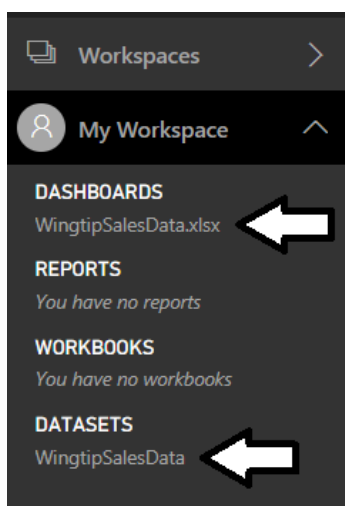 Workspaces
My Workspace
DASHBOARDS
WingtipSalesData.xlsx
REPORTS
You have no reports
WORKBOOKS
You have no workbooks
DATASETS
WingtipSalesData